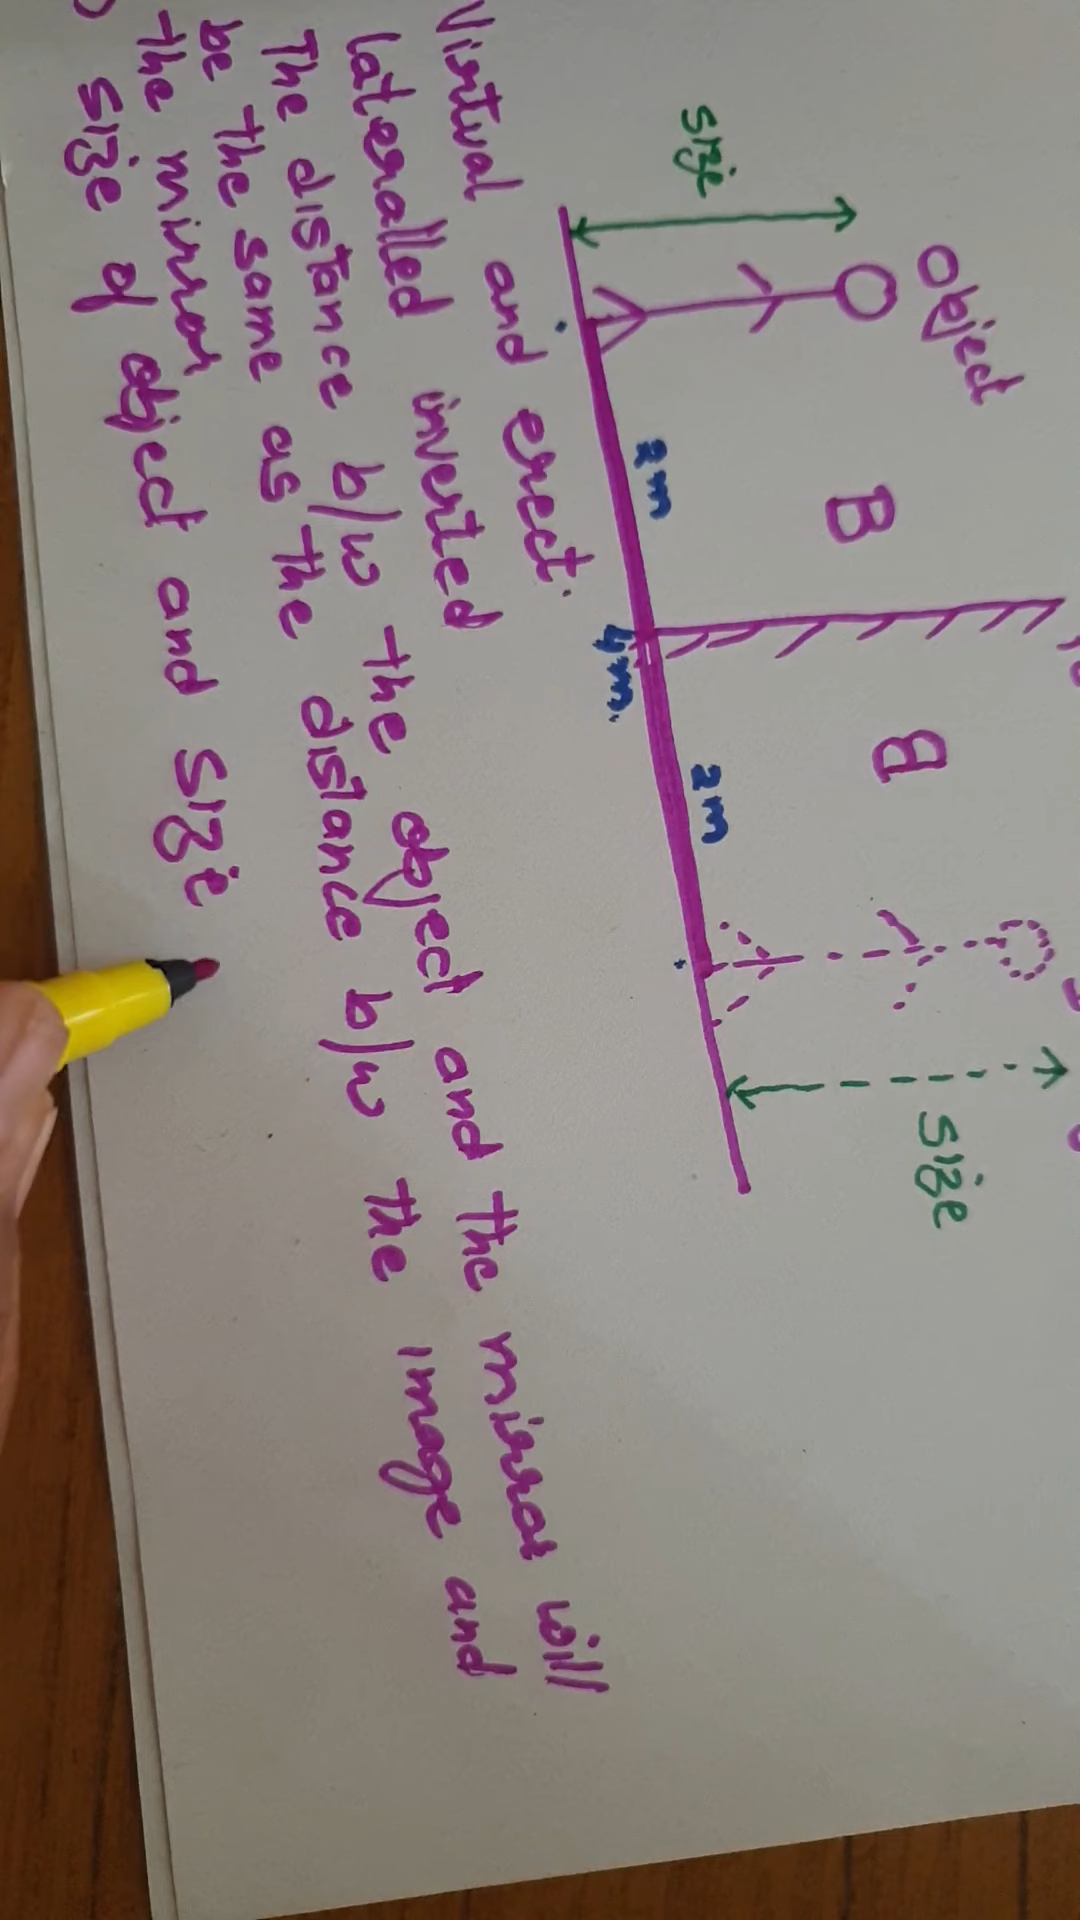 Object
size
B
B
size
2m
2m
4m.
Virtual and erect.
lateralled inverted
The distance b/w the object and the mirror will
be the same as the distance b/w the image and
the mirror
size of object and size